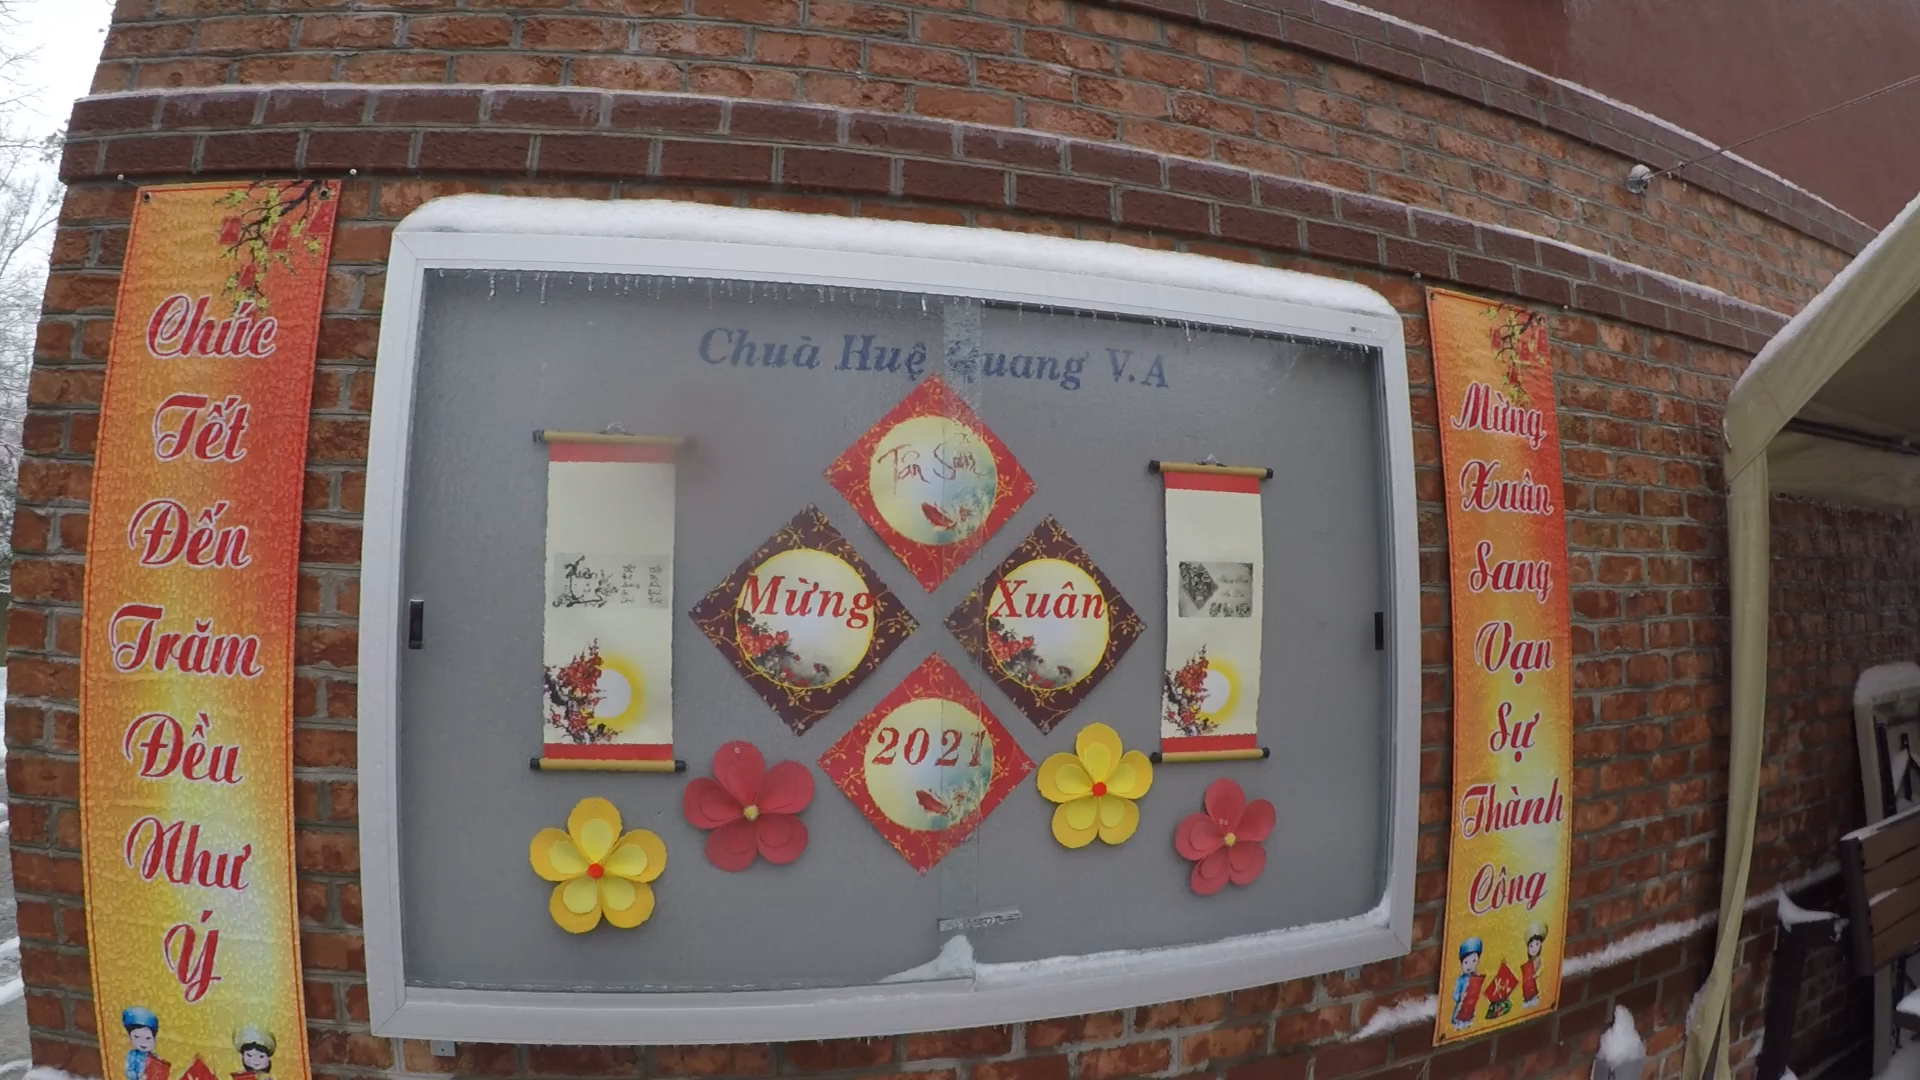 Chúc
Tết
Đến
Trăm
Đều
Như
Ý
Chuà Huệ Quang V.A
Tân Sửu
Mừng Xuân
2021
Mừng
Xuân
Sang
Vạn
Sự
Thành
Công